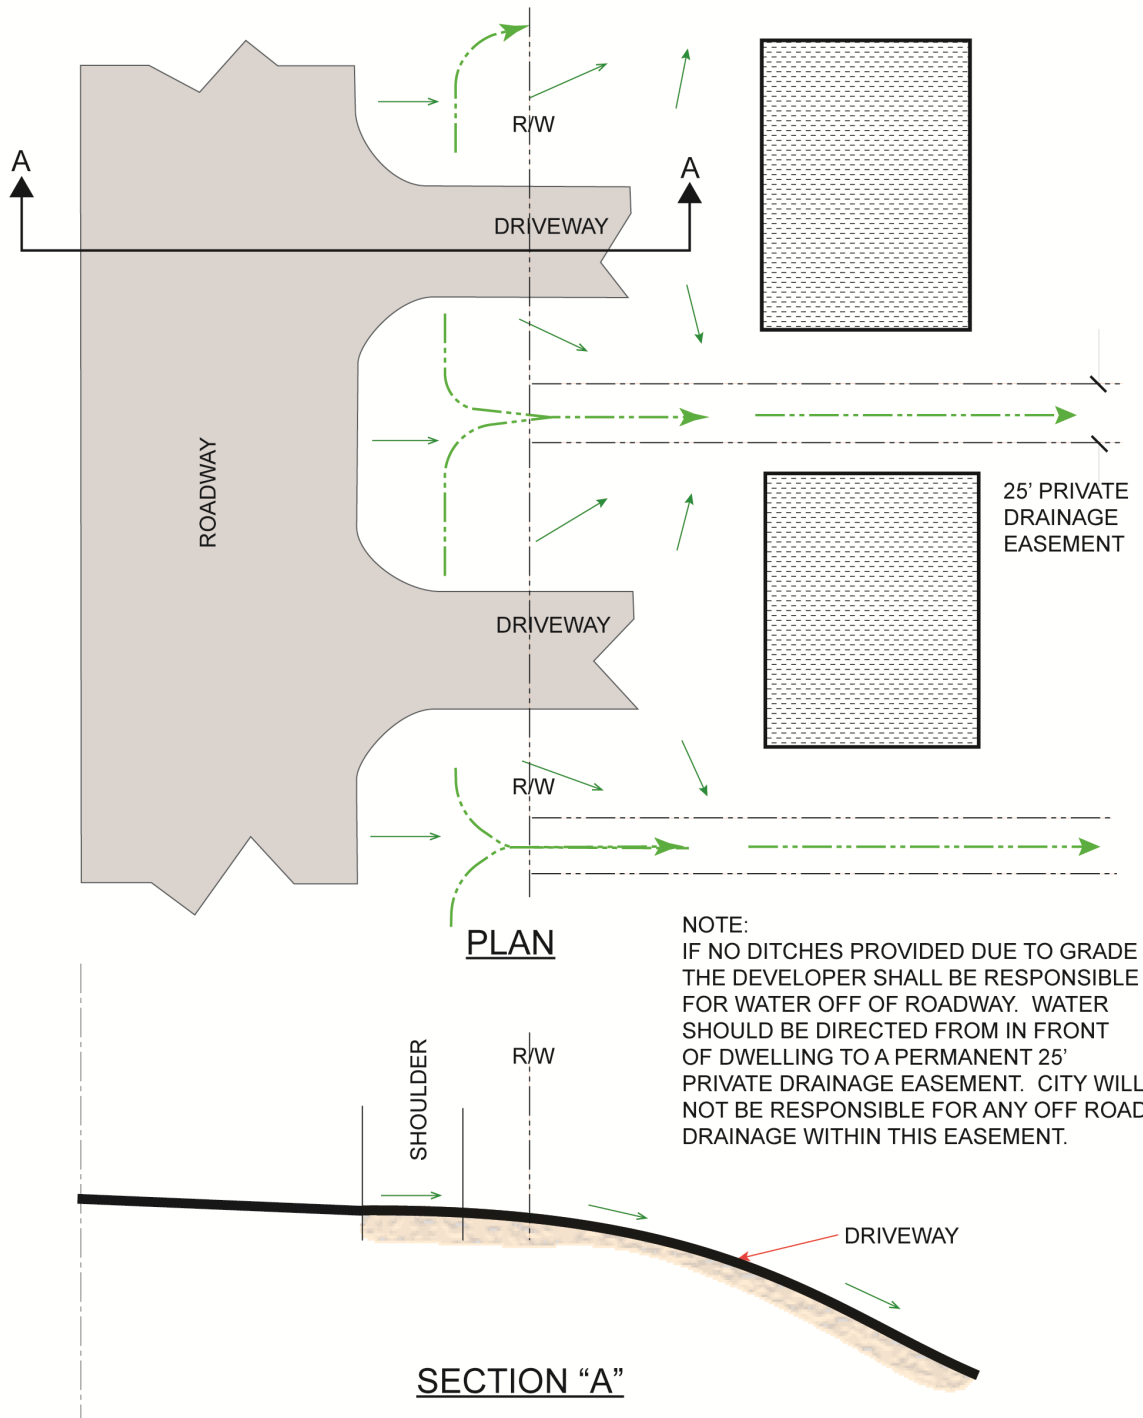 R/W
A
A
DRIVEWAY
ROADWAY
25’ PRIVATE
DRAINAGE
EASEMENT
DRIVEWAY
R/W
PLAN
NOTE:
IF NO DITCHES PROVIDED DUE TO GRADE
THE DEVELOPER SHALL BE RESPONSIBLE
FOR WATER OFF OF ROADWAY. WATER
SHOULD BE DIRECTED FROM IN FRONT
OF DWELLING TO A PERMANENT 25’
PRIVATE DRAINAGE EASEMENT. CITY WILL
NOT BE RESPONSIBLE FOR ANY OFF ROAD
DRAINAGE WITHIN THIS EASEMENT.
SHOULDER
R/W
DRIVEWAY
SECTION “A”